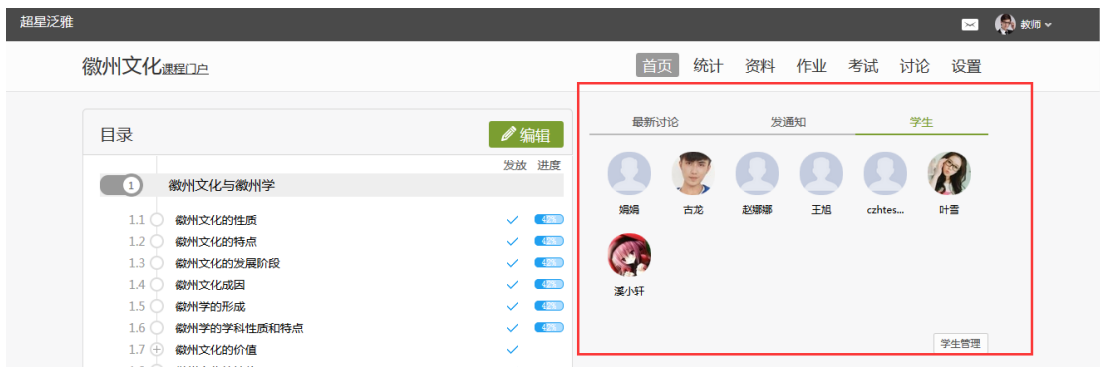 超星泛雅
教师
徽州文化课程门户
首页 统计 资料 作业 考试 讨论 设置
目录
编辑
最新讨论 发通知 学生
发放 进度
1 徽州文化与徽州学
1.1 徽州文化的性质 42%
1.2 徽州文化的特点 42%
1.3 徽州文化的发展阶段 42%
1.4 徽州文化成因 42%
1.5 徽州学的形成 42%
1.6 徽州学的学科性质和特点 42%
1.7 徽州文化的价值
娟娟 古龙 赵娜娜 王旭 czhtes... 叶雪
溪小轩
学生管理